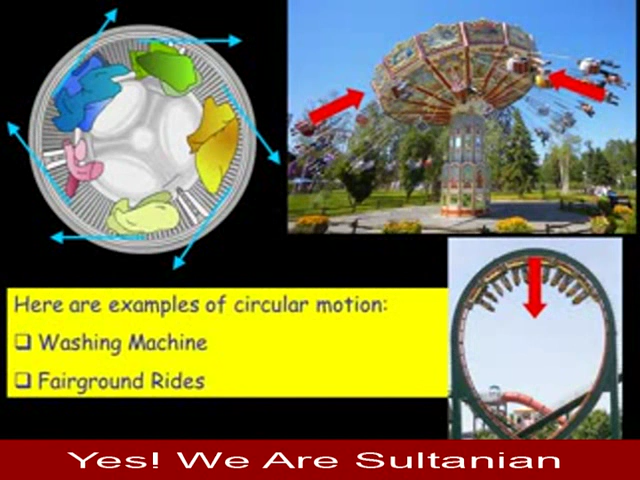 Here are examples of circular motion:
❑ Washing Machine
❑ Fairground Rides
Yes! We Are Sultanian